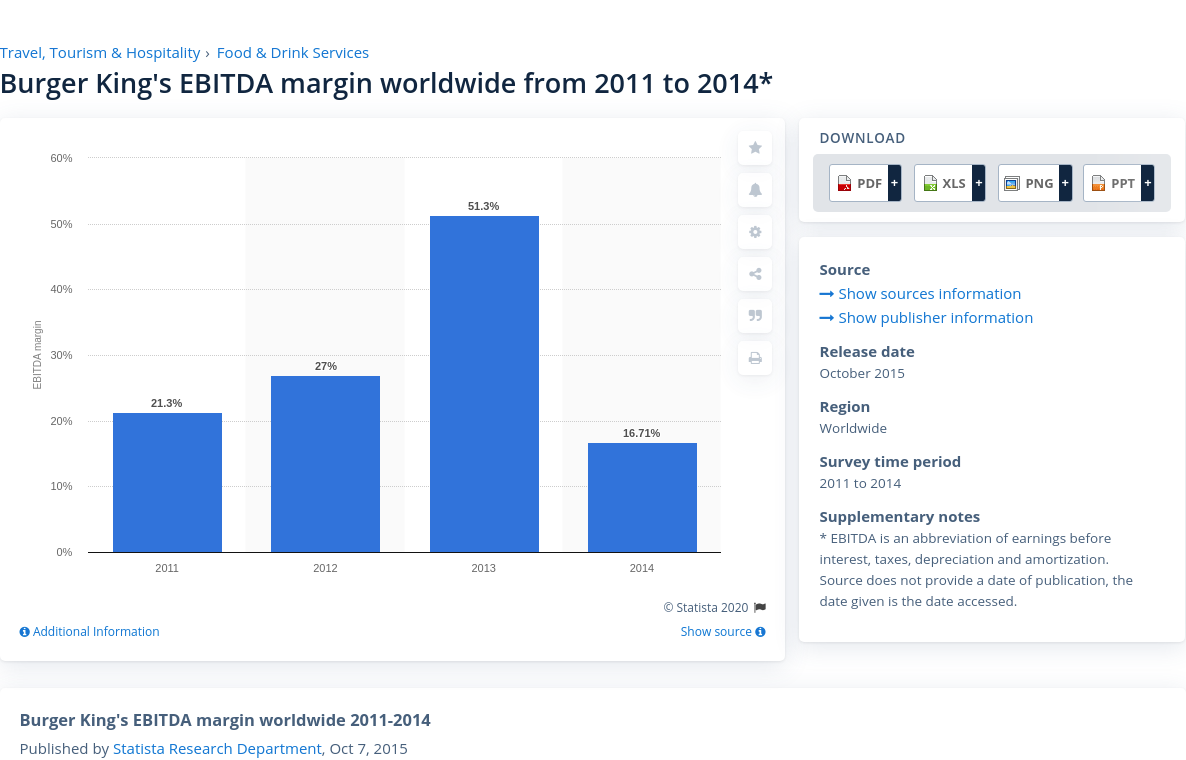 Travel, Tourism & Hospitality › Food & Drink Services
Burger King's EBITDA margin worldwide from 2011 to 2014*
60%
50%
40%
30%
20%
10%
0%
EBITDA margin
21.3%
27%
51.3%
16.71%
2011
2012
2013
2014
© Statista 2020
Additional Information
Show source
DOWNLOAD
PDF +
XLS +
PNG +
PPT +
Source
Show sources information
Show publisher information
Release date
October 2015
Region
Worldwide
Survey time period
2011 to 2014
Supplementary notes
* EBITDA is an abbreviation of earnings before
interest, taxes, depreciation and amortization.
Source does not provide a date of publication, the
date given is the date accessed.
Burger King's EBITDA margin worldwide 2011-2014
Published by Statista Research Department, Oct 7, 2015